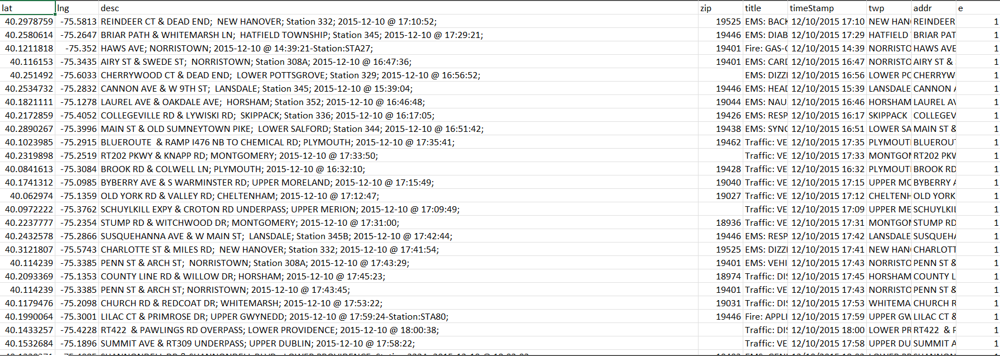 lat lng desc zip title timeStamp twp addr e
40.2978759 -75.5813 REINDEER CT & DEAD END;  NEW HANOVER; Station 332; 2015-12-10 @ 17:10:52; 19525 EMS: BACK 12/10/2015 17:10 NEW HAN REINDEER 1
40.2580614 -75.2647 BRIAR PATH & WHITEMARSH LN;  HATFIELD TOWNSHIP; Station 345; 2015-12-10 @ 17:29:21; 19446 EMS: DIAB 12/10/2015 17:29 HATFIELD BRIAR PAT 1
40.1211818 -75.352 HAWS AVE; NORRISTOWN; 2015-12-10 @ 14:39:21-Station:STA27; 19401 Fire: GAS- 12/10/2015 14:39 NORRISTO HAWS AVE 1
40.116153 -75.3435 AIRY ST & SWEDE ST;  NORRISTOWN; Station 308A; 2015-12-10 @ 16:47:36; 19401 EMS: CARD 12/10/2015 16:47 NORRISTO AIRY ST & 1
40.251492 -75.6033 CHERRYWOOD CT & DEAD END;  LOWER POTTSGROVE; Station 329; 2015-12-10 @ 16:56:52; EMS: DIZZ 12/10/2015 16:56 LOWER PO CHERRYW 1
40.2534732 -75.2832 CANNON AVE & W 9TH ST;  LANSDALE; Station 345; 2015-12-10 @ 15:39:04; 19446 EMS: HEAD 12/10/2015 15:39 LANSDALE CANNON A 1
40.1821111 -75.1278 LAUREL AVE & OAKDALE AVE;  HORSHAM; Station 352; 2015-12-10 @ 16:46:48; 19044 EMS: NAU 12/10/2015 16:46 HORSHAM LAUREL AV 1
40.2172859 -75.4052 COLLEGEVILLE RD & LYWISKI RD;  SKIPPACK; Station 336; 2015-12-10 @ 16:17:05; 19426 EMS: RESP 12/10/2015 16:17 SKIPPACK COLLEGEV 1
40.2890267 -75.3996 MAIN ST & OLD SUMNEYTOWN PIKE;  LOWER SALFORD; Station 344; 2015-12-10 @ 16:51:42; 19438 EMS: SYNC 12/10/2015 16:51 LOWER SA MAIN ST & 1
40.1023985 -75.2915 BLUEROUTE  & RAMP I476 NB TO CHEMICAL RD; PLYMOUTH; 2015-12-10 @ 17:35:41; 19462 Traffic: VE 12/10/2015 17:35 PLYMOUT BLUEROU 1
40.2319898 -75.2519 RT202 PKWY & KNAPP RD; MONTGOMERY; 2015-12-10 @ 17:33:50; Traffic: VE 12/10/2015 17:33 MONTGO RT202 PK 1
40.0841613 -75.3084 BROOK RD & COLWELL LN; PLYMOUTH; 2015-12-10 @ 16:32:10; 19428 Traffic: VE 12/10/2015 16:32 PLYMOUT BROOK RD 1
40.1741312 -75.0985 BYBERRY AVE & S WARMINSTER RD; UPPER MORELAND; 2015-12-10 @ 17:15:49; 19040 Traffic: VE 12/10/2015 17:15 UPPER MO BYBERRY A 1
40.062974 -75.1359 OLD YORK RD & VALLEY RD; CHELTENHAM; 2015-12-10 @ 17:12:47; 19027 Traffic: VE 12/10/2015 17:12 CHELTENH OLD YORK 1
40.0972222 -75.3762 SCHUYLKILL EXPY & CROTON RD UNDERPASS; UPPER MERION; 2015-12-10 @ 17:09:49; Traffic: VE 12/10/2015 17:09 UPPER ME SCHUYLKIL 1
40.2237777 -75.2354 STUMP RD & WITCHWOOD DR; MONTGOMERY; 2015-12-10 @ 17:31:00; 18936 Traffic: VE 12/10/2015 17:31 MONTGO STUMP RD 1
40.2432578 -75.2866 SUSQUEHANNA AVE & W MAIN ST;  LANSDALE; Station 345B; 2015-12-10 @ 17:42:44; 19446 EMS: RESP 12/10/2015 17:42 LANSDALE SUSQUEHA 1
40.3121807 -75.5743 CHARLOTTE ST & MILES RD;  NEW HANOVER; Station 332; 2015-12-10 @ 17:41:54; 19525 EMS: DIZZ 12/10/2015 17:41 NEW HAN CHARLOTT 1
40.114239 -75.3385 PENN ST & ARCH ST;  NORRISTOWN; Station 308A; 2015-12-10 @ 17:43:29; 19401 EMS: VEHI 12/10/2015 17:43 NORRISTO PENN ST & 1
40.2093369 -75.1353 COUNTY LINE RD & WILLOW DR; HORSHAM; 2015-12-10 @ 17:45:23; 18974 Traffic: DIS 12/10/2015 17:45 HORSHAM COUNTY L 1
40.114239 -75.3385 PENN ST & ARCH ST; NORRISTOWN; 2015-12-10 @ 17:43:45; 19401 Traffic: VE 12/10/2015 17:43 NORRISTO PENN ST & 1
40.1179476 -75.2098 CHURCH RD & REDCOAT DR; WHITEMARSH; 2015-12-10 @ 17:53:22; 19031 Traffic: DIS 12/10/2015 17:53 WHITEMA CHURCH R 1
40.1990064 -75.3001 LILAC CT & PRIMROSE DR; UPPER GWYNEDD; 2015-12-10 @ 17:59:24-Station:STA80; 19446 Fire: APPLI 12/10/2015 17:59 UPPER GW LILAC CT & 1
40.1433257 -75.4228 RT422  & PAWLINGS RD OVERPASS; LOWER PROVIDENCE; 2015-12-10 @ 18:00:38; Traffic: DIS 12/10/2015 18:00 LOWER PR RT422  & P 1
40.1532684 -75.1896 SUMMIT AVE & RT309 UNDERPASS; UPPER DUBLIN; 2015-12-10 @ 17:58:22; Traffic: VE 12/10/2015 17:58 UPPER DU SUMMIT A 1